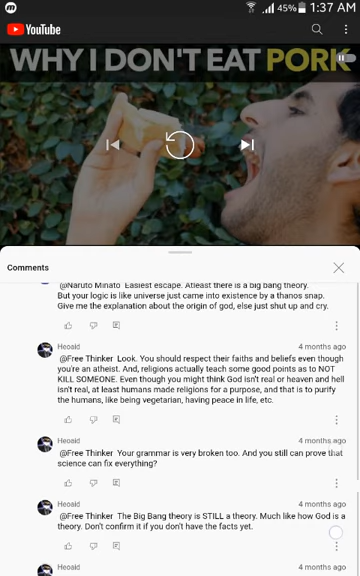 45% 1:37 AM
YouTube
WHY I DON'T EAT PORK
Comments
@Naruto Minato Easiest escape. Atleast there is a big bang theory.
But your logic is like universe just came into existence by a thanos snap.
Give me the explanation about the origin of god, else just shut up and cry.
Heoaid 4 months ago
@Free Thinker Look. You should respect their faiths and beliefs even though
you're an atheist. And, religions actually teach some good points as to NOT
KILL SOMEONE. Even though you might think God isn't real or heaven and hell
isn't real, at least humans made religions for a purpose, and that is to purify
the humans, like being vegetarian, having peace in life, etc.
Heoaid 4 months ago
@Free Thinker Your grammar is very broken too. And you still can prove that
science can fix everything?
Heoaid 4 months ago
@Free Thinker The Big Bang theory is STILL a theory. Much like how God is a
theory. Don't confirm it if you don't have the facts yet.
Heoaid 4 months ago